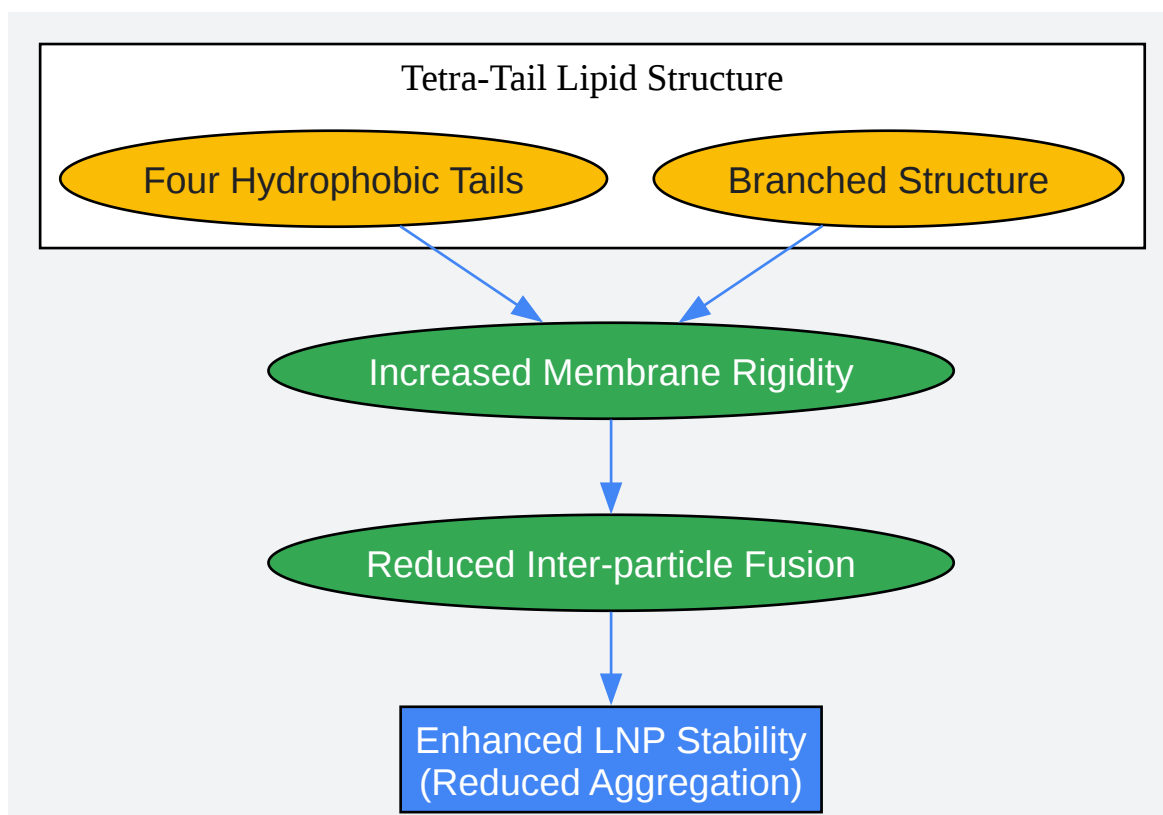 Tetra-Tail Lipid Structure
Four Hydrophobic Tails
Branched Structure
Increased Membrane Rigidity
Reduced Inter-particle Fusion
Enhanced LNP Stability
(Reduced Aggregation)